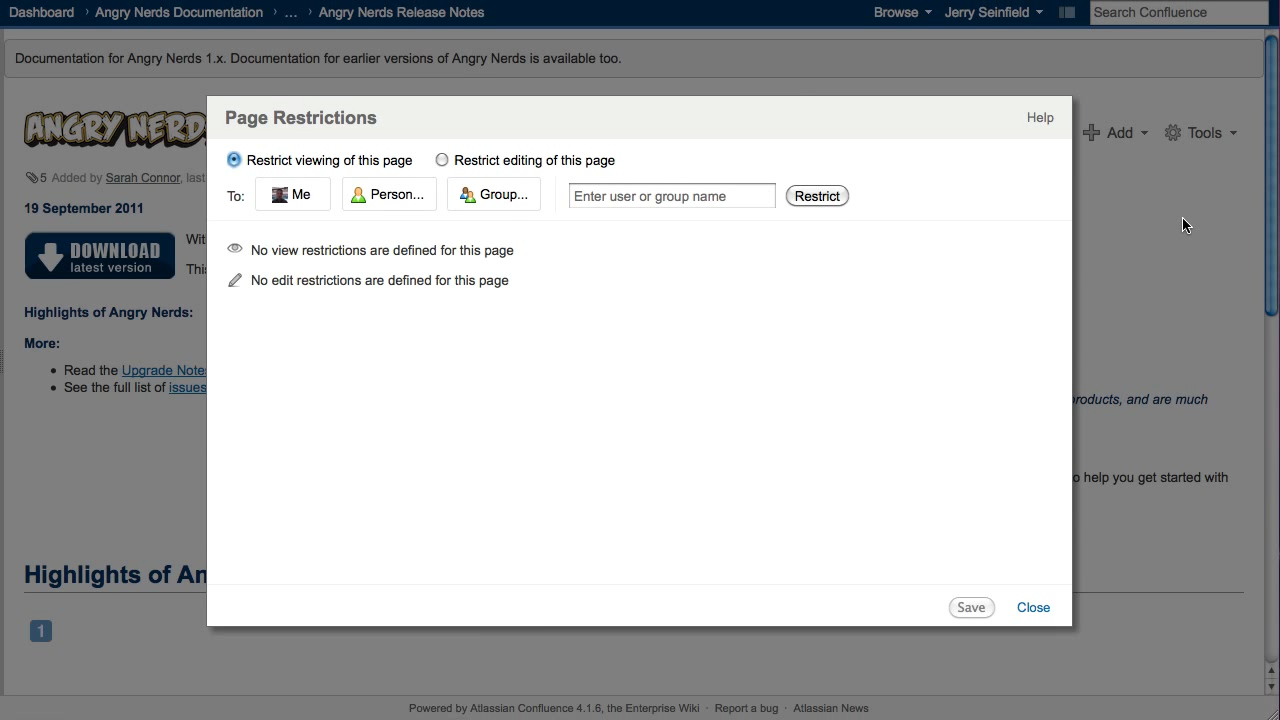 Dashboard › Angry Nerds Documentation › ... › Angry Nerds Release Notes Browse Jerry Seinfield Search Confluence
Documentation for Angry Nerds 1.x. Documentation for earlier versions of Angry Nerds is available too.
ANGRY NERD
Add Tools
5 Added by Sarah Connor, last
19 September 2011
DOWNLOAD
latest version
Wit
This
Highlights of Angry Nerds:
More:
• Read the Upgrade Notes
• See the full list of issues
products, and are much
o help you get started with
Highlights of An
1
Page Restrictions
Help
Restrict viewing of this page Restrict editing of this page
To: Me Person... Group... Enter user or group name Restrict
No view restrictions are defined for this page
No edit restrictions are defined for this page
Save Close
Powered by Atlassian Confluence 4.1.6, the Enterprise Wiki · Report a bug · Atlassian News